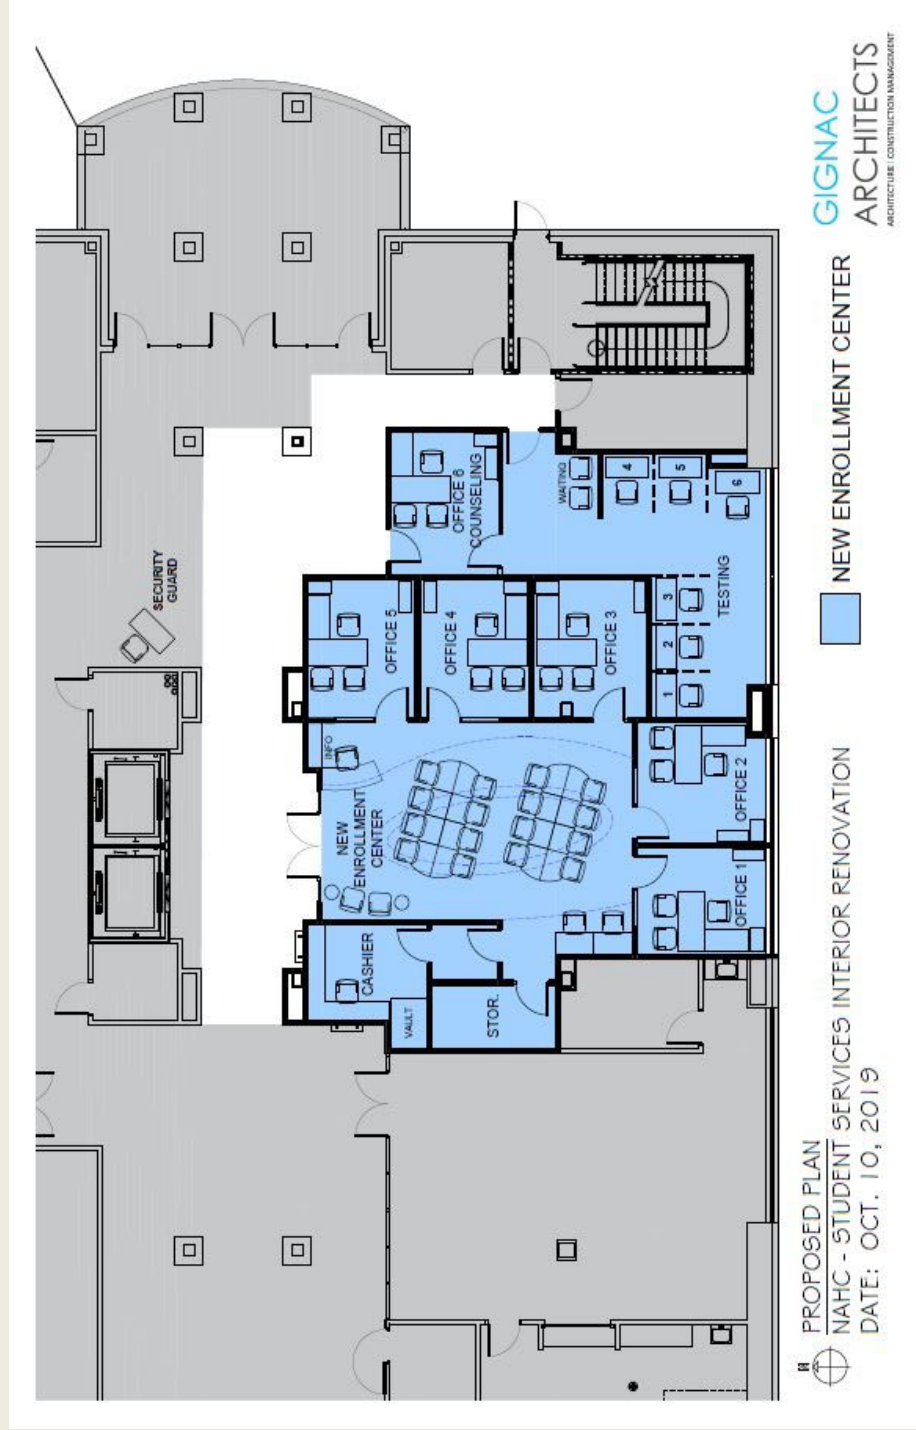 SECURITY
GUARD
OFFICE 6
COUNSELING
WAITING
4
5
6
OFFICE 5
OFFICE 4
OFFICE 3
3
2
1
TESTING
INFO
NEW
ENROLLMENT
CENTER
OFFICE 2
OFFICE 1
CASHIER
VAULT
STOR.
PROPOSED PLAN
NAHC - STUDENT SERVICES INTERIOR RENOVATION
DATE: OCT. 10, 2019
NEW ENROLLMENT CENTER
GIGNAC
ARCHITECTS
ARCHITECTURE | CONSTRUCTION MANAGEMENT